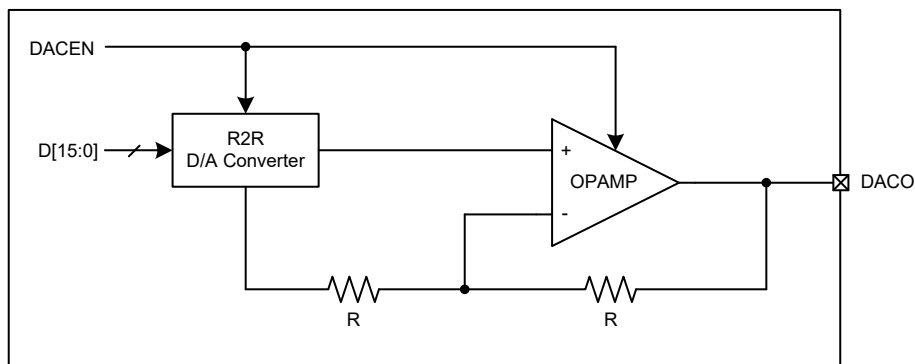 DACEN
D[15:0]
R2R
D/A Converter
+
OPAMP
-
DACO
R
R